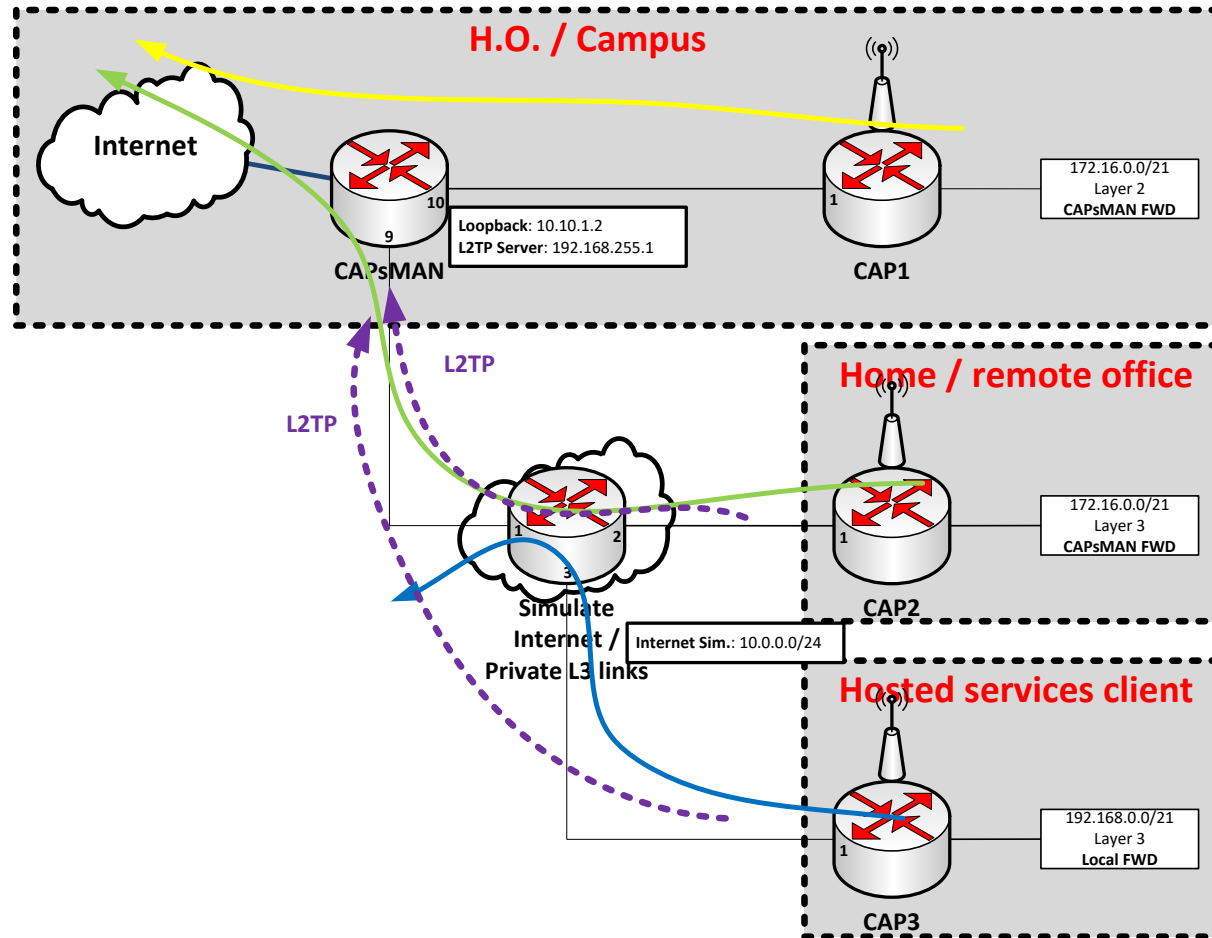 H.O. / Campus
Internet
10
9
CAPsMAN
Loopback: 10.10.1.2
L2TP Server: 192.168.255.1
1
CAP1
172.16.0.0/21
Layer 2
CAPsMAN FWD
L2TP
L2TP
Home / remote office
1
2
3
Simulate
Internet /
Private L3 links
Internet Sim.: 10.0.0.0/24
1
CAP2
172.16.0.0/21
Layer 3
CAPsMAN FWD
Hosted services client
1
CAP3
192.168.0.0/21
Layer 3
Local FWD